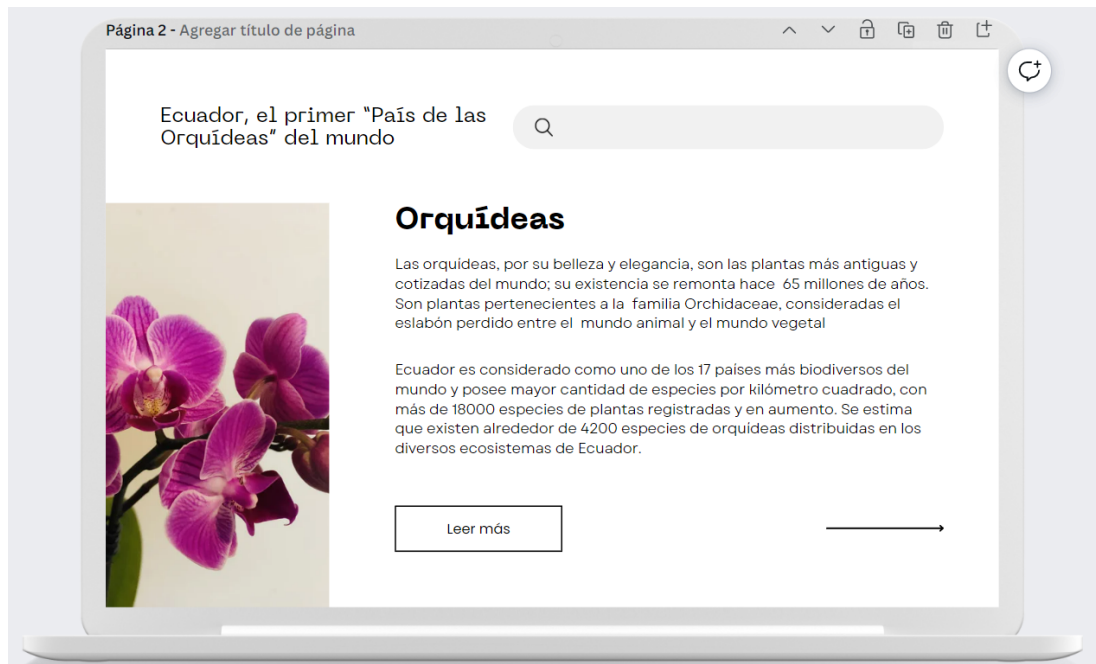 Página 2 - Agregar título de página
Ecuador, el primer “País de las
Orquídeas” del mundo
Orquídeas
Las orquídeas, por su belleza y elegancia, son las plantas más antiguas y
cotizadas del mundo; su existencia se remonta hace  65 millones de años.
Son plantas pertenecientes a la  familia Orchidaceae, consideradas el
eslabón perdido entre el  mundo animal y el mundo vegetal
Ecuador es considerado como uno de los 17 países más biodiversos del
mundo y posee mayor cantidad de especies por kilómetro cuadrado, con
más de 18000 especies de plantas registradas y en aumento. Se estima
que existen alrededor de 4200 especies de orquídeas distribuidas en los
diversos ecosistemas de Ecuador.
Leer más